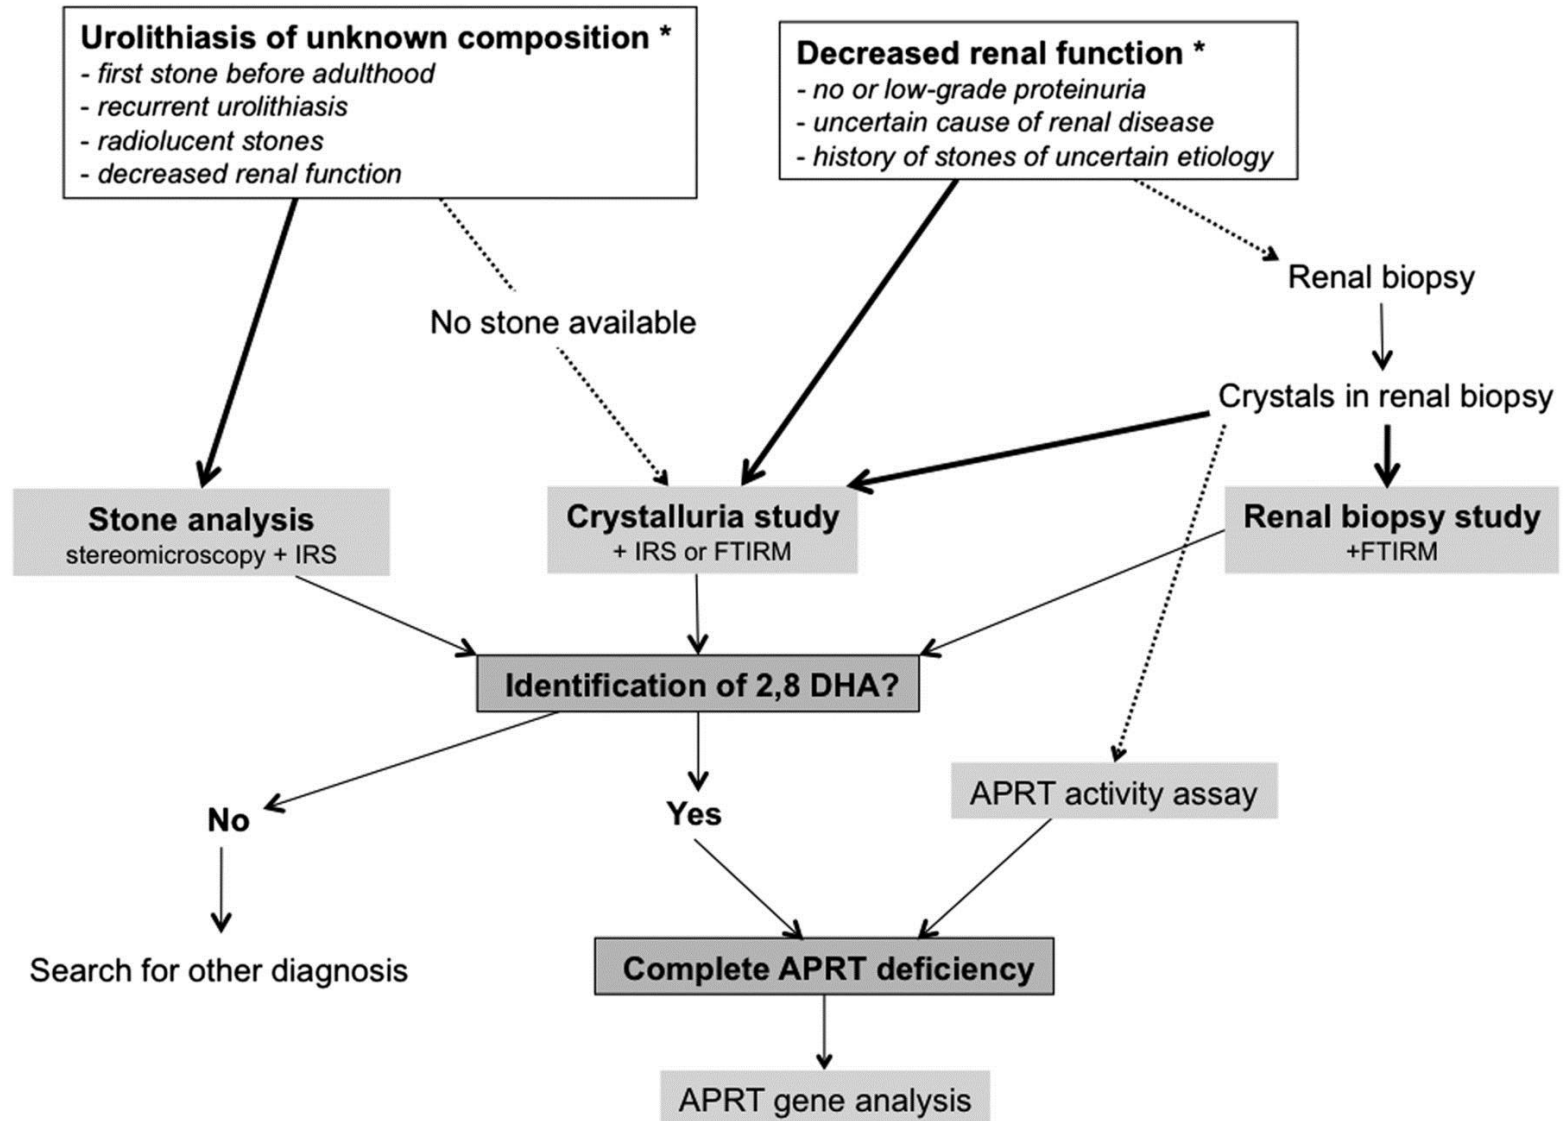 Urolithiasis of unknown composition *
- first stone before adulthood
- recurrent urolithiasis
- radiolucent stones
- decreased renal function
Decreased renal function *
- no or low-grade proteinuria
- uncertain cause of renal disease
- history of stones of uncertain etiology
Renal biopsy
No stone available
Crystals in renal biopsy
Stone analysis
stereomicroscopy + IRS
Crystalluria study
+ IRS or FTIRM
Renal biopsy study
+FTIRM
Identification of 2,8 DHA?
No
Yes
APRT activity assay
Search for other diagnosis
Complete APRT deficiency
APRT gene analysis